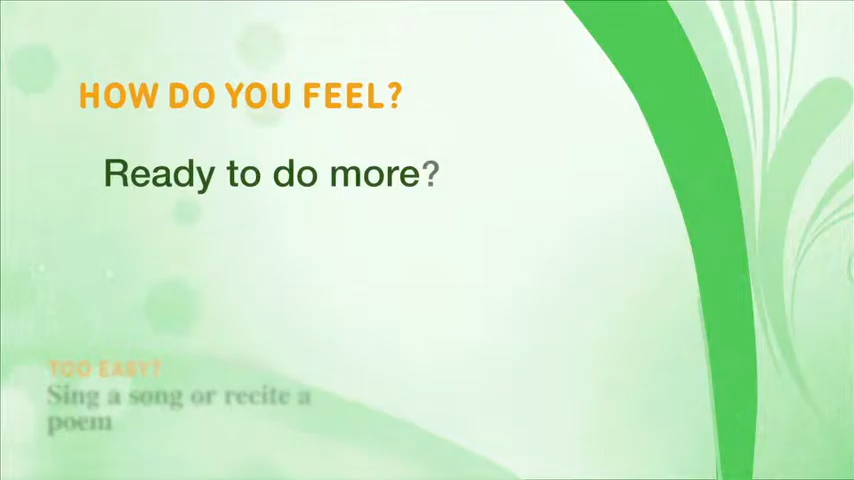 HOW DO YOU FEEL?
Ready to do more?
TOO EASY?
Sing a song or recite a
poem